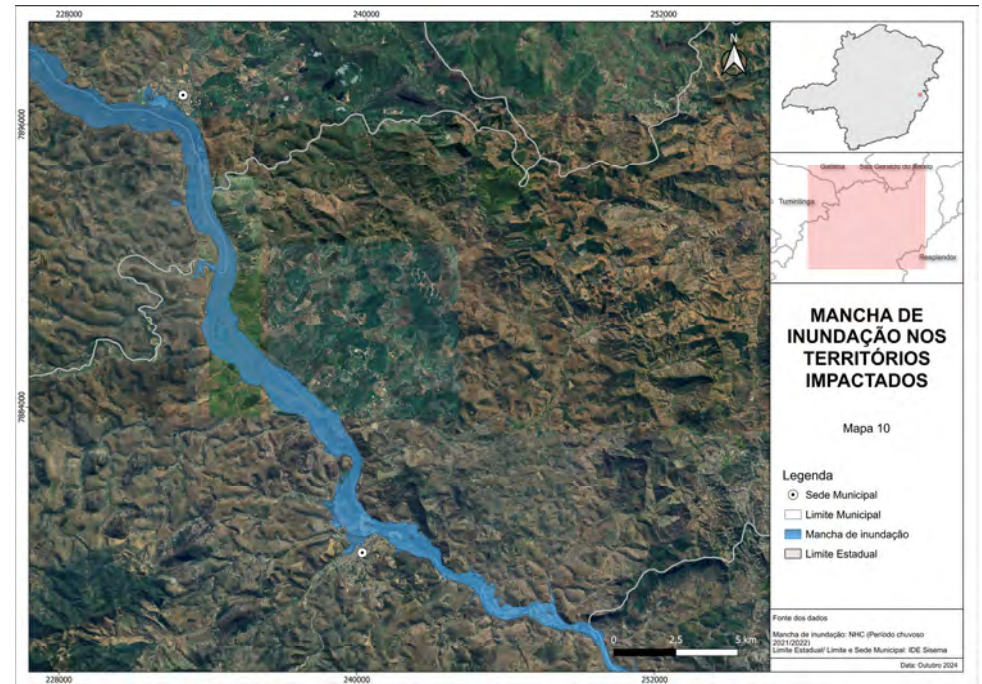 228000
240000
252000
N
7896000
7884000
Galiléia
São Geraldo do Baixio
Tumiritinga
Resplendor
MANCHA DE
INUNDAÇÃO NOS
TERRITÓRIOS
IMPACTADOS
Mapa 10
Legenda
Sede Municipal
Limite Municipal
Mancha de inundação
Limite Estadual
0 2,5 5 km
Fonte dos dados
Mancha de inundação: NHC (Período chuvoso
2021/2022)
Limite Estadual/ Limite e Sede Municipal: IDE Sisema
Data: Outubro 2024
228000
240000
252000